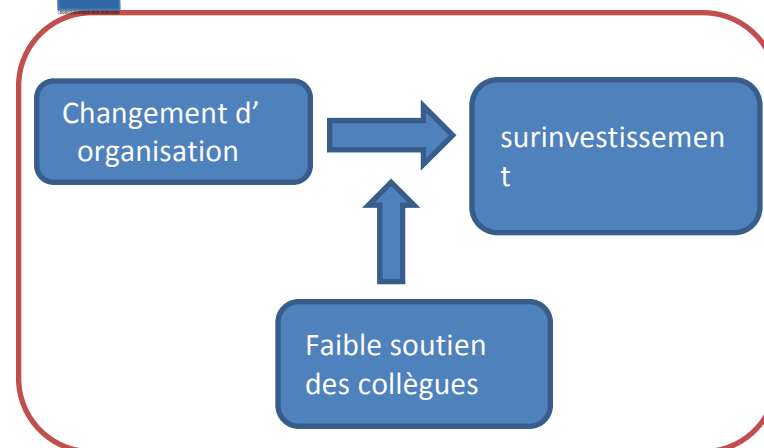 Changement d'
organisation
surinvestissemen
t
Faible soutien
des collègues